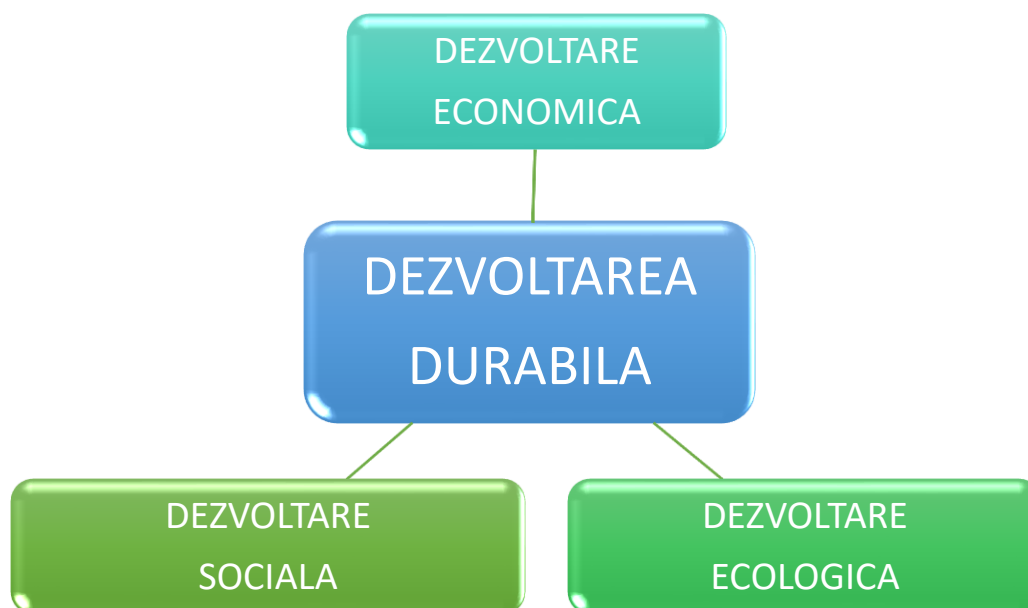 DEZVOLTARE
ECONOMICA
DEZVOLTAREA
DURABILA
DEZVOLTARE
SOCIALA
DEZVOLTARE
ECOLOGICA